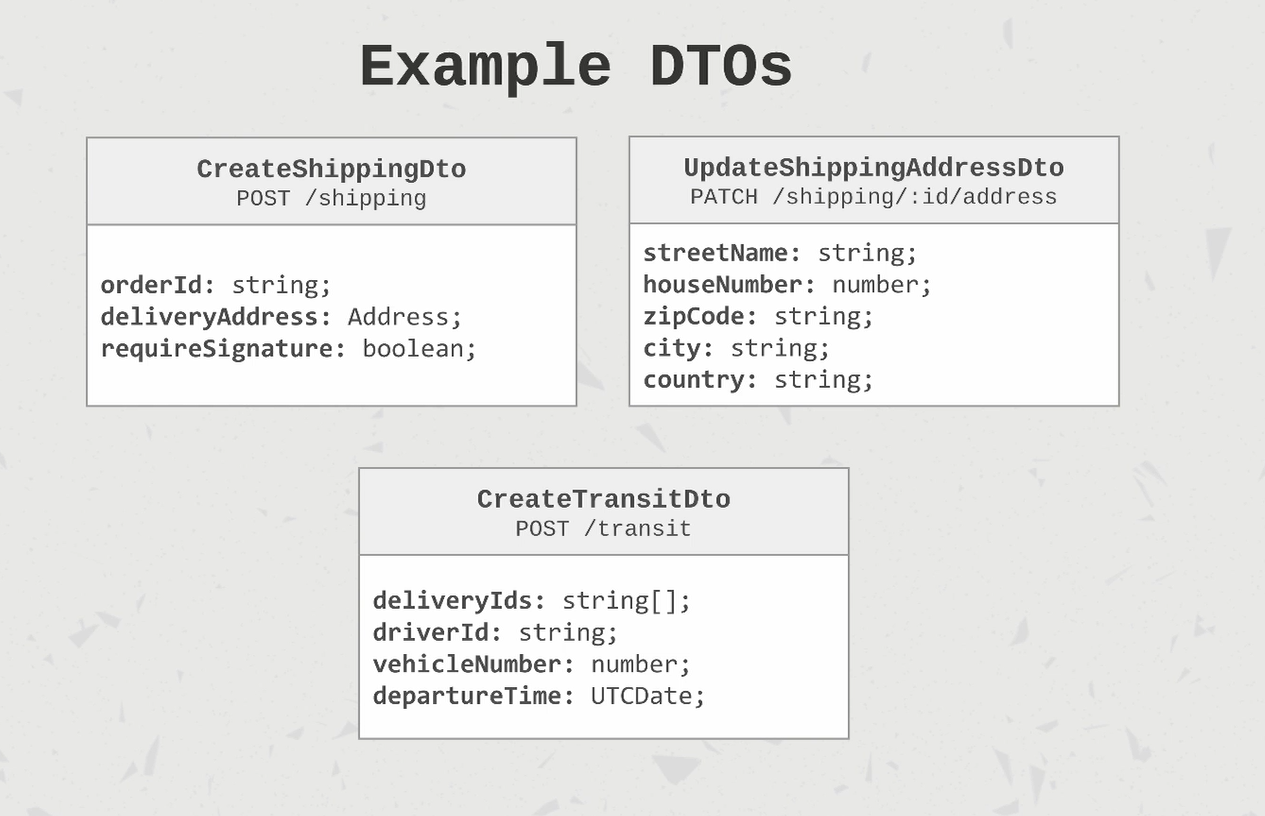 Example DTOs
CreateShippingDto
POST /shipping
orderId: string;
deliveryAddress: Address;
requireSignature: boolean;
UpdateShippingAddressDto
PATCH /shipping/:id/address
streetName: string;
houseNumber: number;
zipCode: string;
city: string;
country: string;
CreateTransitDto
POST /transit
deliveryIds: string[];
driverId: string;
vehicleNumber: number;
departureTime: UTCDate;